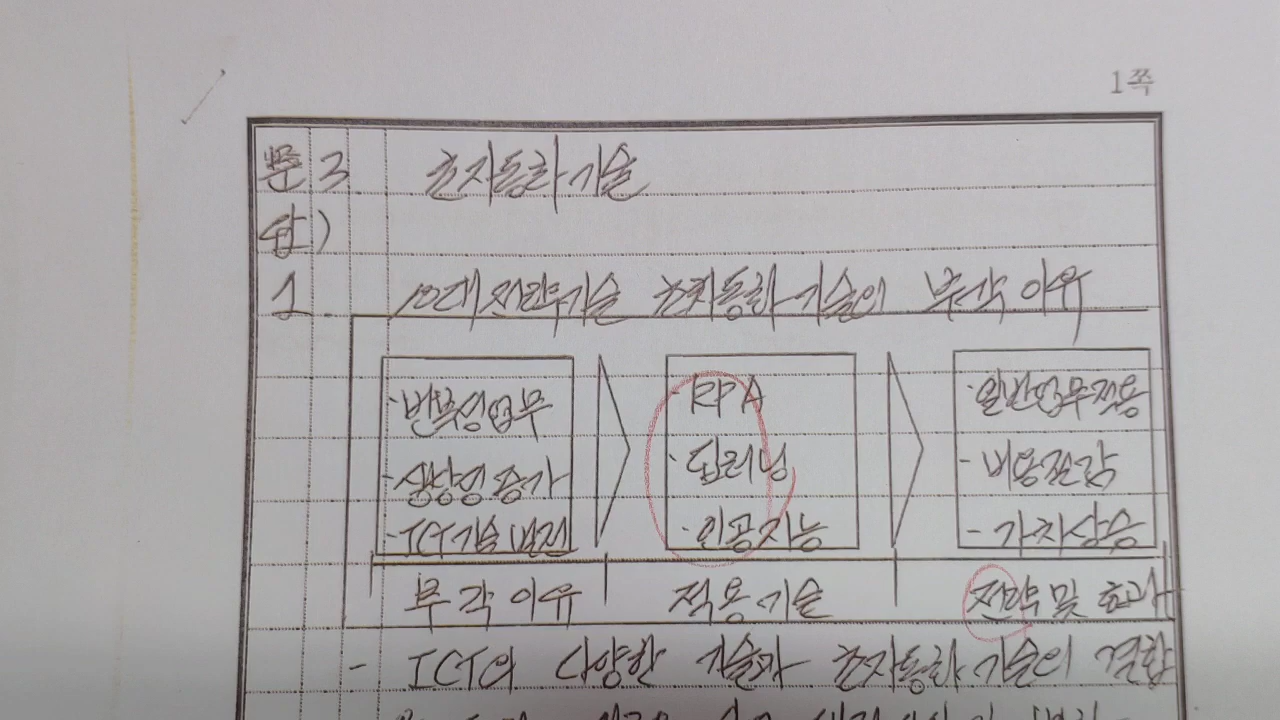 1쪽
문 3 초자동화 기술
답)
1 10대 전략기술 초자동화 기술의 부각 이유
·반복성업무 · RPA ·일반업무적용
-생산성 증가 · 딥러닝 - 비용절감
-ICT기술 발전 · 인공지능 - 가치상승
부각 이유 적용기술 전략 및 효과
- ICT의 다양한 기술과 초자동화 기술의 결합